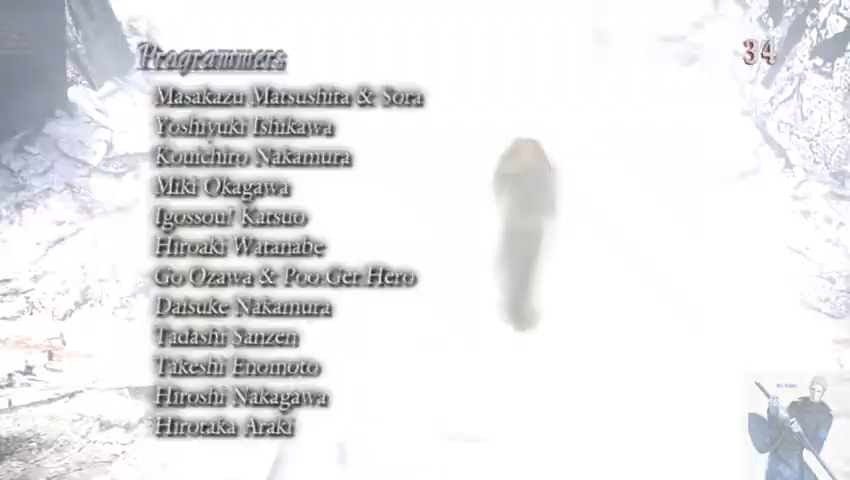 Programmers
34
Masakazu Matsushita & Sora
Yoshiyuki Ishikawa
Kouichiro Nakamura
Miki Okagawa
Igossou! Katsuo
Hiroaki Watanabe
Go Ozawa & Poo.Get Hero
Daisuke Nakamura
Tadashi Sanzen
Takeshi Enomoto
Hiroshi Nakagawa
Hirotaka Araki